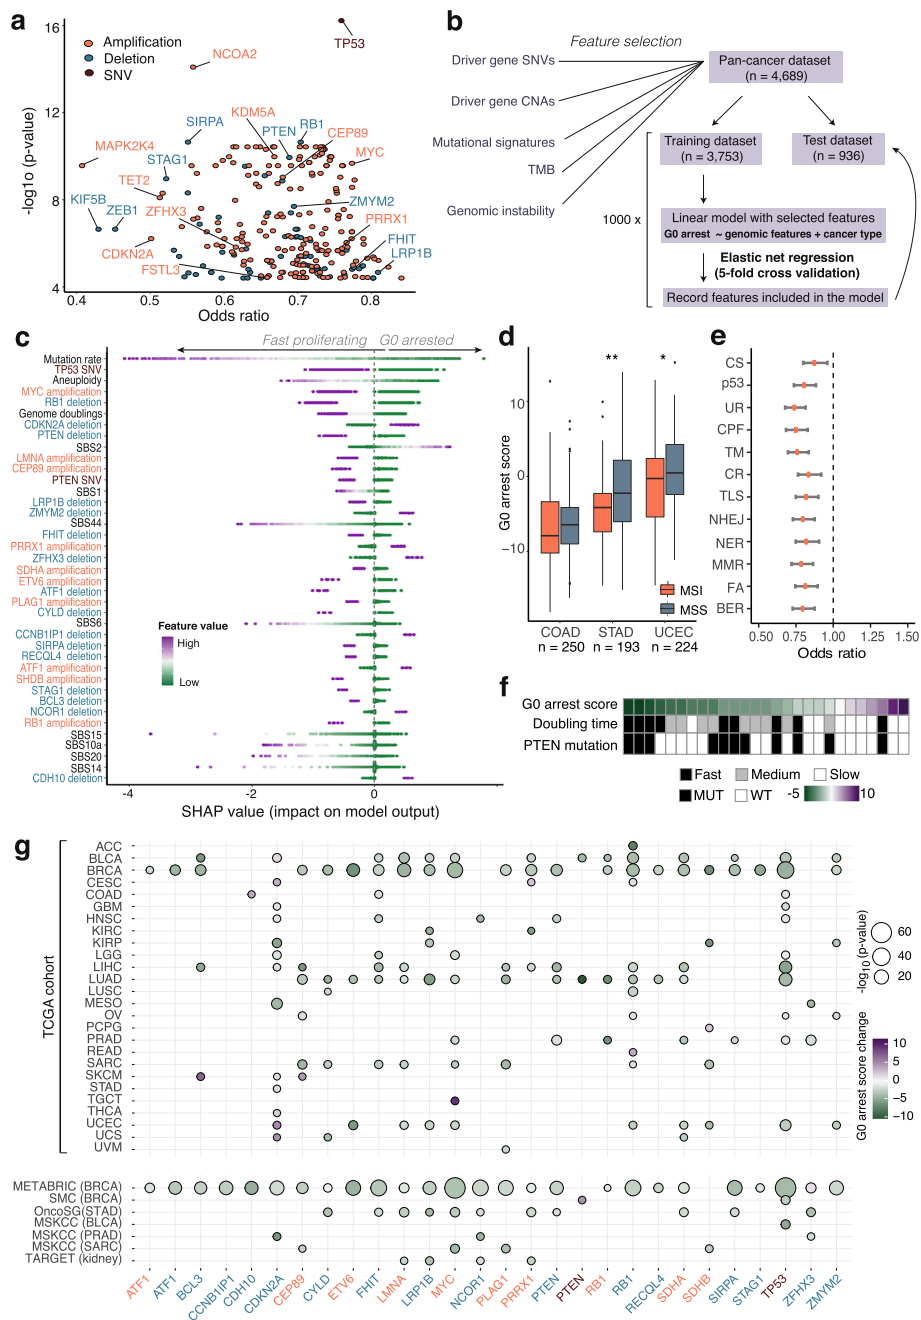 a
16
12
8
4
-log10 (p-value)
0.4 0.5 0.6 0.7 0.8
Odds ratio
Amplification
Deletion
SNV
TP53
NCOA2
SIRPA
KDM5A
PTEN
RB1
CEP89
MYC
MAPK2K4
STAG1
TET2
KIF5B
ZEB1
ZFHX3
ZMYM2
PRRX1
CDKN2A
FSTL3
FHIT
LRP1B
b
Feature selection
Driver gene SNVs
Driver gene CNAs
Mutational signatures
TMB
Genomic instability
Pan-cancer dataset
(n = 4,689)
Training dataset
(n = 3,753)
Test dataset
(n = 936)
1000 x
Linear model with selected features
G0 arrest ~ genomic features + cancer type
Elastic net regression
(5-fold cross validation)
Record features included in the model
c
Fast proliferating G0 arrested
Mutation rate
TP53 SNV
Aneuploidy
MYC amplification
RB1 deletion
Genome doublings
CDKN2A deletion
PTEN deletion
SBS2
LMNA amplification
CEP89 amplification
PTEN SNV
SBS1
LRP1B deletion
ZMYM2 deletion
SBS44
FHIT deletion
PRRX1 amplification
ZFHX3 deletion
SDHA amplification
ETV6 amplification
ATF1 deletion
PLAG1 amplification
CYLD deletion
SBS6
CCNB1IP1 deletion
SIRPA deletion
RECQL4 deletion
ATF1 amplification
SHDB amplification
STAG1 deletion
BCL3 deletion
NCOR1 deletion
RB1 amplification
SBS15
SBS10a
SBS20
SBS14
CDH10 deletion
Feature value
High
Low
-4 -2 0
SHAP value (impact on model output)
d
** *
G0 arrest score
10
0
−10
MSI
MSS
COAD STAD UCEC
n = 250 n = 193 n = 224
e
CS
p53
UR
CPF
TM
CR
TLS
NHEJ
NER
MMR
FA
BER
0.50 0.75 1.00 1.25 1.50
Odds ratio
f
G0 arrest score
Doubling time
PTEN mutation
Fast Medium Slow
MUT WT -5 10
g
TCGA cohort
ACC
BLCA
BRCA
CESC
COAD
GBM
HNSC
KIRC
KIRP
LGG
LIHC
LUAD
LUSC
MESO
OV
PCPG
PRAD
READ
SARC
SKCM
STAD
TGCT
THCA
UCEC
UCS
UVM
METABRIC (BRCA)
SMC (BRCA)
OncoSG(STAD)
MSKCC (BLCA)
MSKCC (PRAD)
MSKCC (SARC)
TARGET (kidney)
ATF1 ATF1 BCL3 CCNB1IP1 CDH10 CDKN2A CEP89 CYLD ETV6 FHIT LMNA LRP1B MYC NCOR1 PLAG1 PRRX1 PTEN PTEN RB1 RB1 RECQL4 SDHA SDHB SIRPA STAG1 TP53 ZFHX3 ZMYM2
-log10 (p-value)
60
40
20
G0 arrest score change
10
5
0
−5
−10